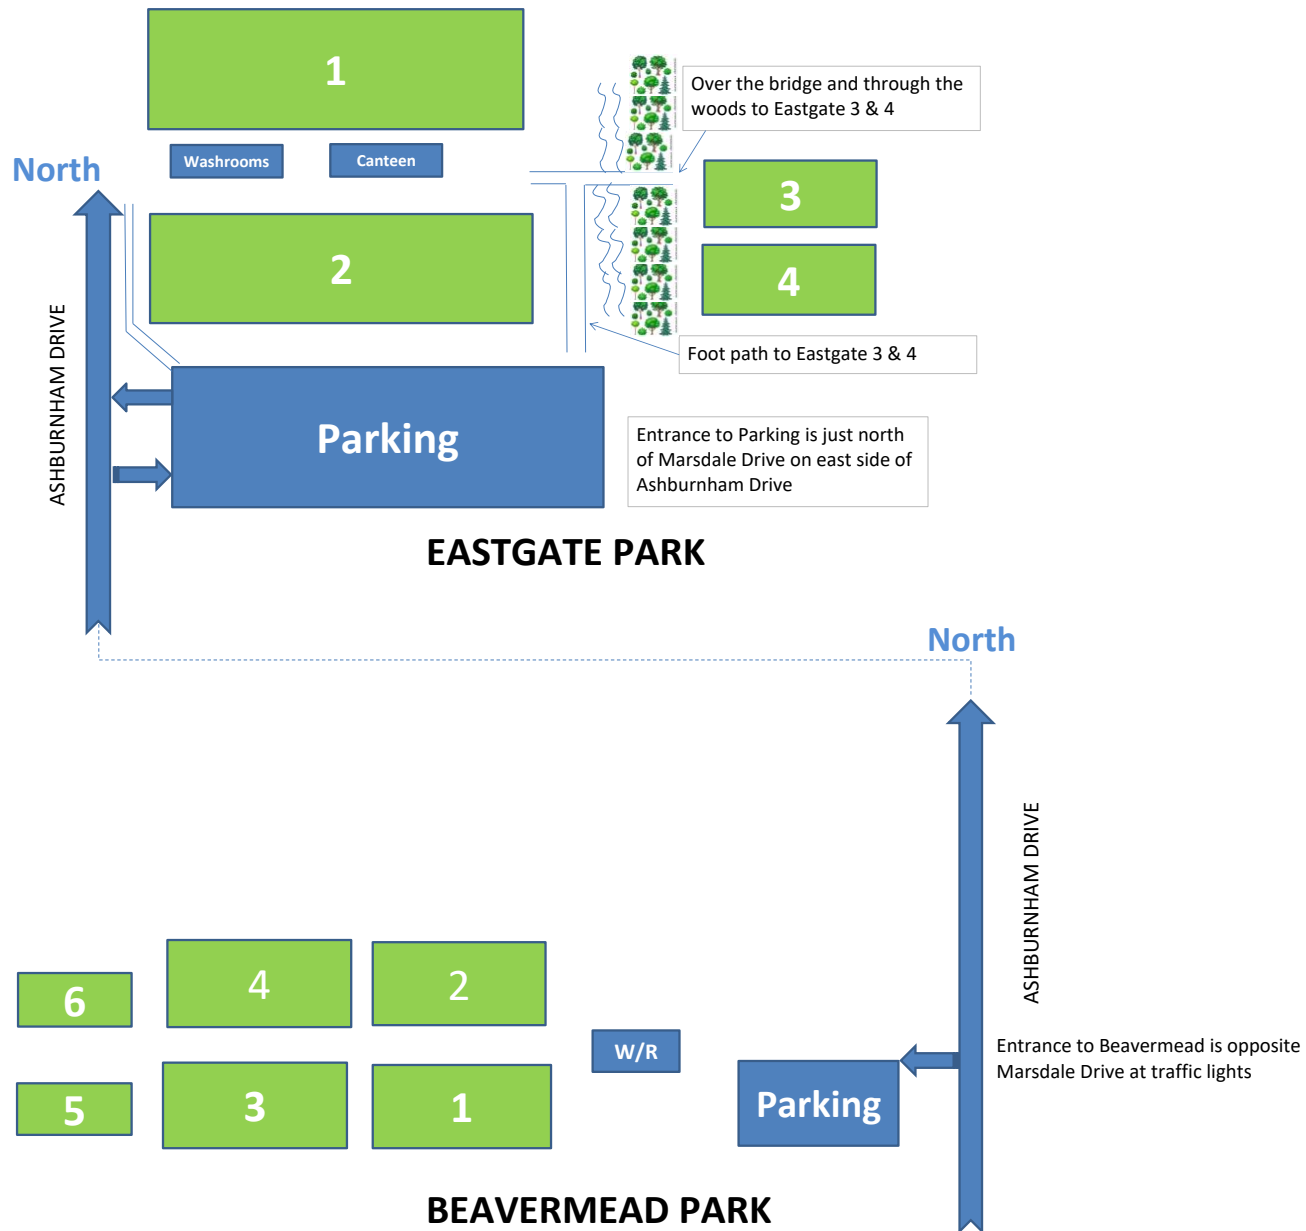 1
Over the bridge and through the
woods to Eastgate 3 & 4
Washrooms
Canteen
North
3
2
4
ASHBURNHAM DRIVE
Foot path to Eastgate 3 & 4
Parking
Entrance to Parking is just north
of Marsdale Drive on east side of
Ashburnham Drive
EASTGATE PARK
North
ASHBURNHAM DRIVE
4
2
6
W/R
Entrance to Beavermead is opposite
Marsdale Drive at traffic lights
5
3
1
Parking
BEAVERMEAD PARK